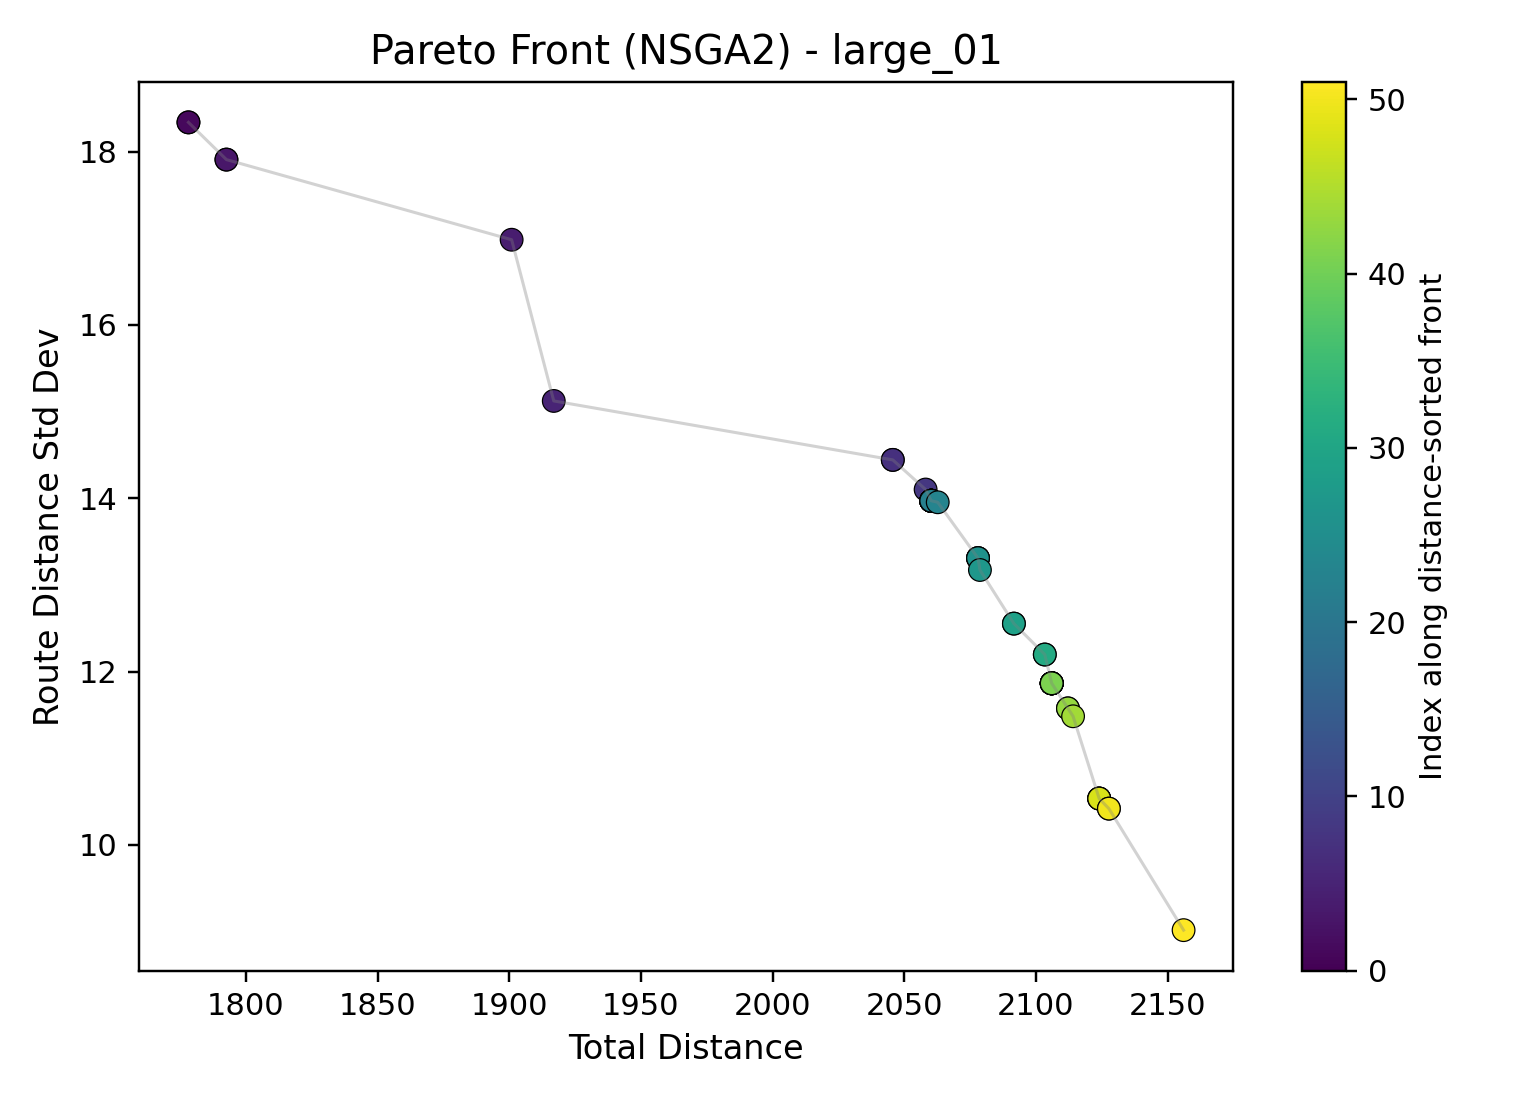 Pareto Front (NSGA2) - large_01
Route Distance Std Dev
18
16
14
12
10
1800 1850 1900 1950 2000 2050 2100 2150
Total Distance
50
40
30
20
10
0
Index along distance-sorted front